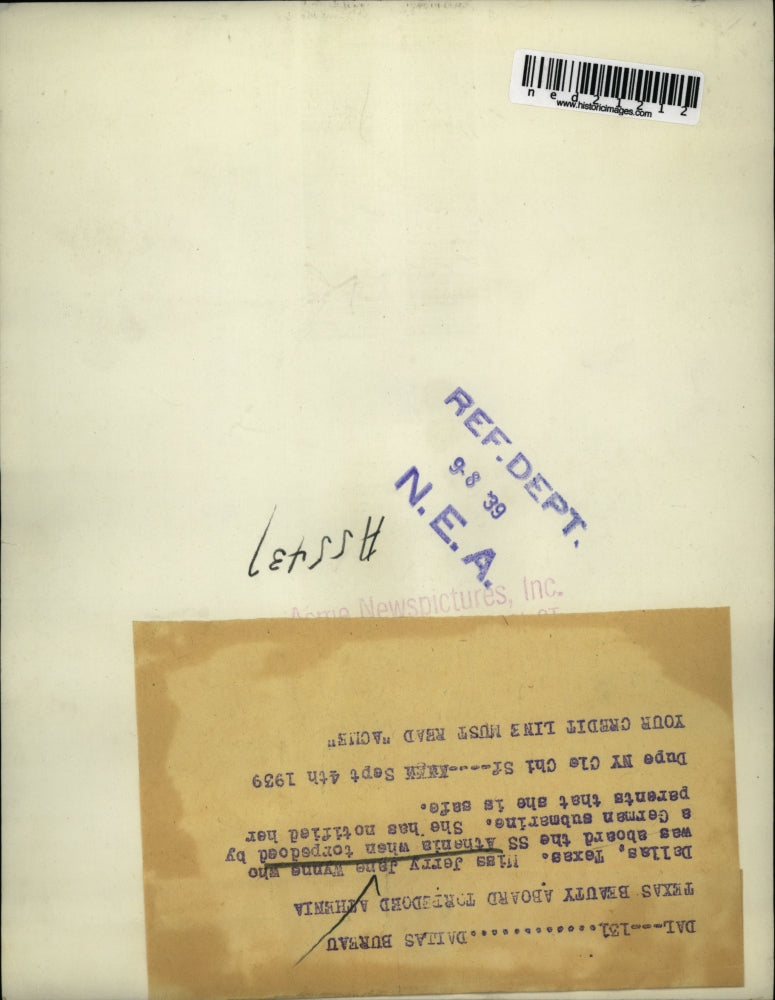 ned21212
www.historicimages.com
REF. DEPT.
9-8 '39
N. E. A.
A55437
Acme Newspictures, Inc.
DAL---131..............DALLAS BUREAU
TEXAS BEAUTY ABOARD TORPEDOED ATHENIA
Dallas, Texas. Miss Jerry Jane Wynne who
was aboard the SS Athenia when torpedoed by
a German submarine. She has notified her
parents that she is safe.
Dupe NY Cle Chi Sf--- Sept 4th 1939
YOUR CREDIT LINE MUST READ "ACME"